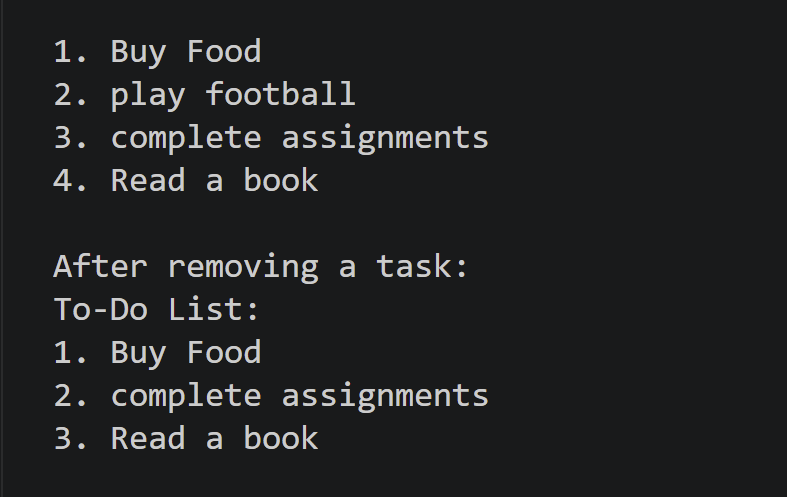 1. Buy Food
2. play football
3. complete assignments
4. Read a book
After removing a task:
To-Do List:
1. Buy Food
2. complete assignments
3. Read a book